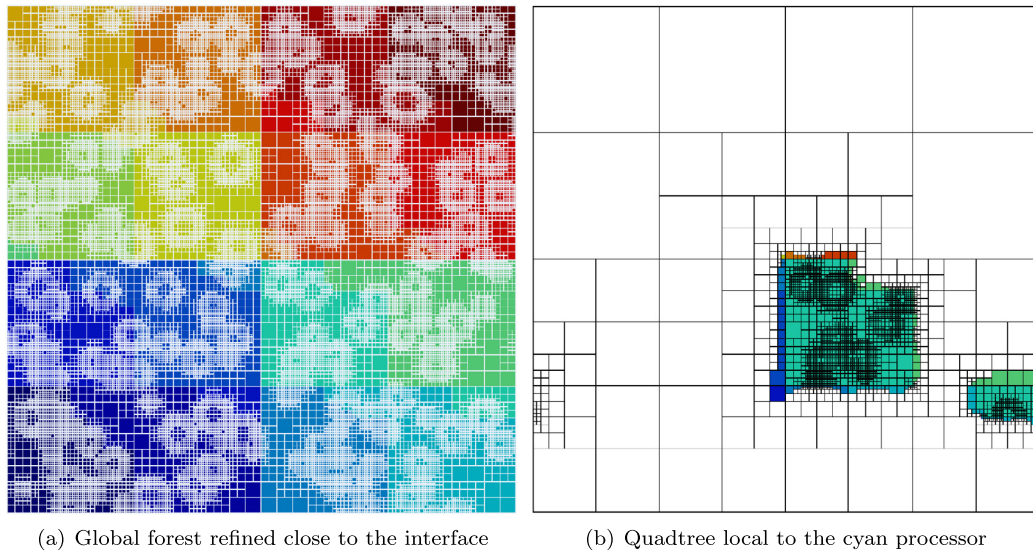 (a) Global forest refined close to the interface
(b) Quadtree local to the cyan processor